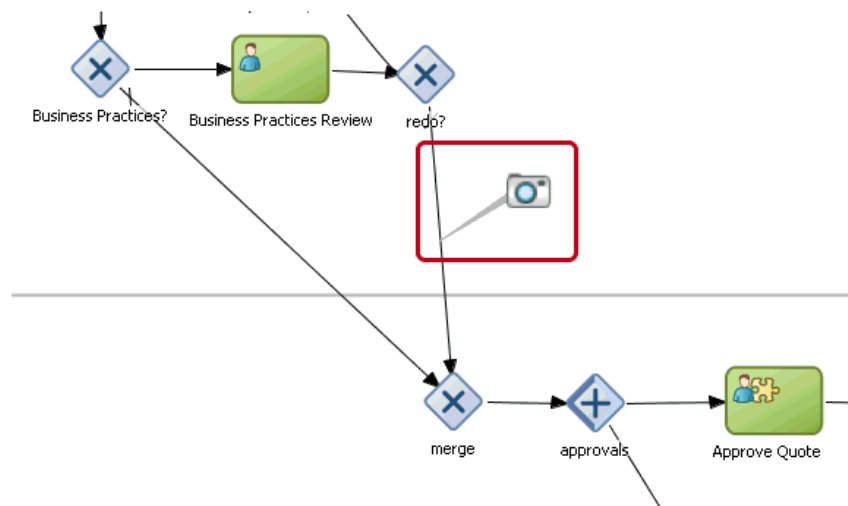 Business Practices?
Business Practices Review
redo?
merge
approvals
Approve Quote